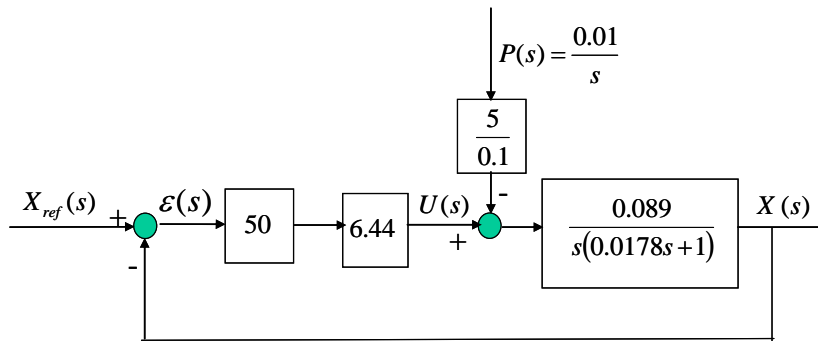 P(s) = 0.01 / s
5 / 0.1
X_ref(s) + ε(s) 50 6.44 U(s) + - 0.089 / s(0.0178s+1) X(s)
-